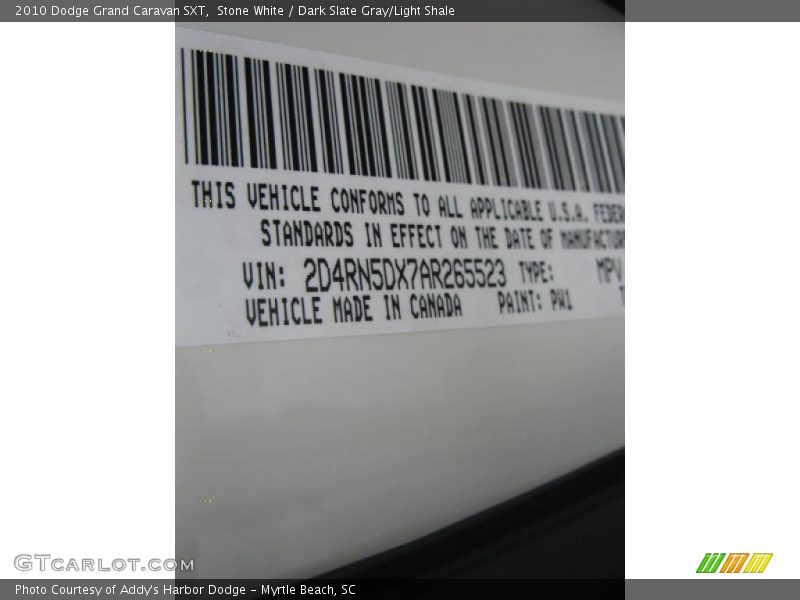 2010 Dodge Grand Caravan SXT,  Stone White / Dark Slate Gray/Light Shale
THIS VEHICLE CONFORMS TO ALL APPLICABLE U.S.A. FEDER
STANDARDS IN EFFECT ON THE DATE OF MANUFACTUR
VIN: 2D4RN5DX7AR265523 TYPE: MPV
VEHICLE MADE IN CANADA PAINT: PW1 T
GTCARLOT.COM
Photo Courtesy of Addy's Harbor Dodge - Myrtle Beach, SC